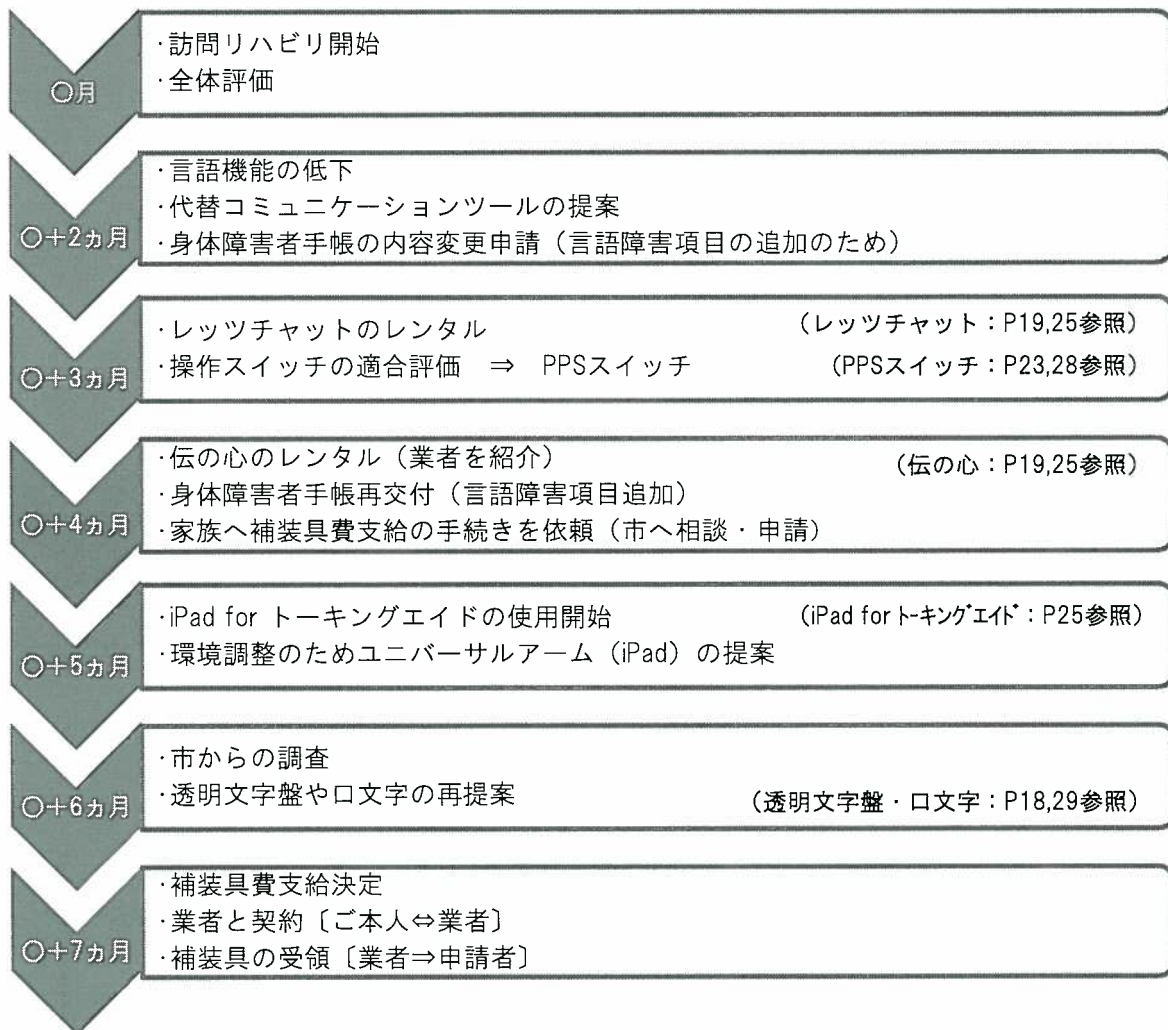 〇月
・訪問リハビリ開始
・全体評価
〇+2ヵ月
・言語機能の低下
・代替コミュニケーションツールの提案
・身体障害者手帳の内容変更申請（言語障害項目の追加のため）
〇+3ヵ月
・レッツチャットのレンタル （レッツチャット：P19,25参照）
・操作スイッチの適合評価 ⇒ PPSスイッチ （PPSスイッチ：P23,28参照）
〇+4ヵ月
・伝の心のレンタル（業者を紹介） （伝の心：P19,25参照）
・身体障害者手帳再交付（言語障害項目追加）
・家族へ補装具費支給の手続きを依頼（市へ相談・申請）
〇+5ヵ月
・iPad for トーキングエイドの使用開始 （iPad for ﾄｰｷﾝｸﾞｴｲﾄﾞ：P25参照）
・環境調整のためユニバーサルアーム（iPad）の提案
〇+6ヵ月
・市からの調査
・透明文字盤や口文字の再提案 （透明文字盤・口文字：P18,29参照）
〇+7ヵ月
・補装具費支給決定
・業者と契約〔ご本人⇔業者〕
・補装具の受領〔業者⇒申請者〕